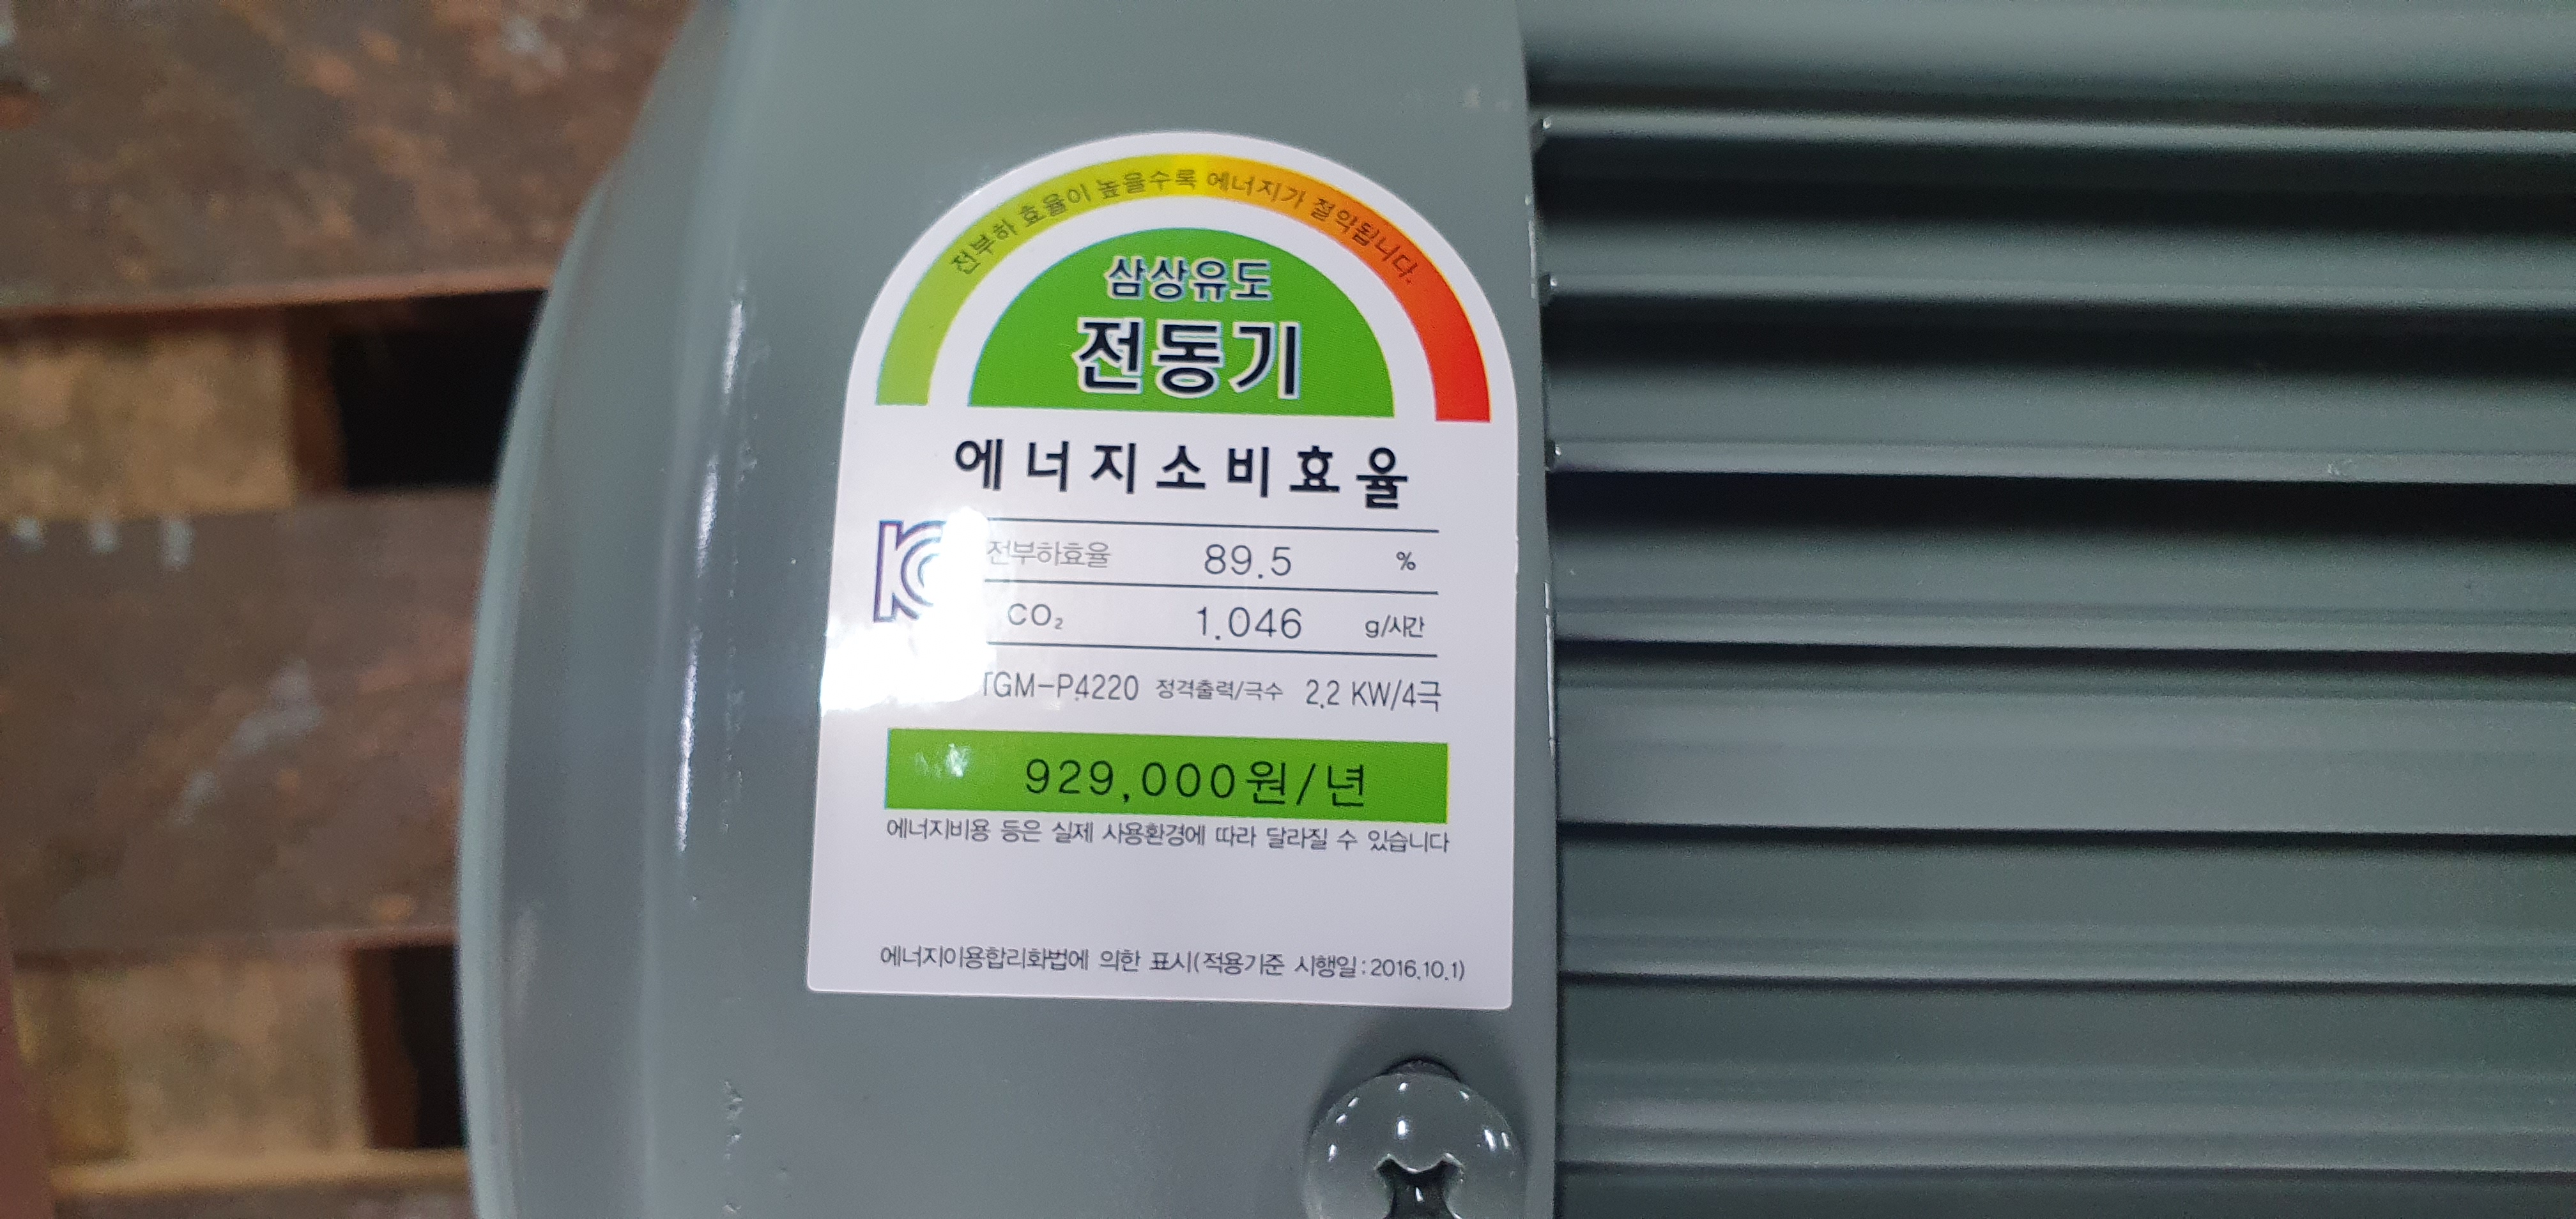 전부하 효율이 높을수록 에너지가 절약됩니다.
삼상유도
전동기
에너지소비효율
전부하효율 89.5 %
CO₂ 1.046 g/시간
TGM-P4220 정격출력/극수 2.2 KW/4극
929,000원/년
에너지비용 등은 실제 사용환경에 따라 달라질 수 있습니다
에너지이용합리화법에 의한 표시(적용기준 시행일:2016.10.1)